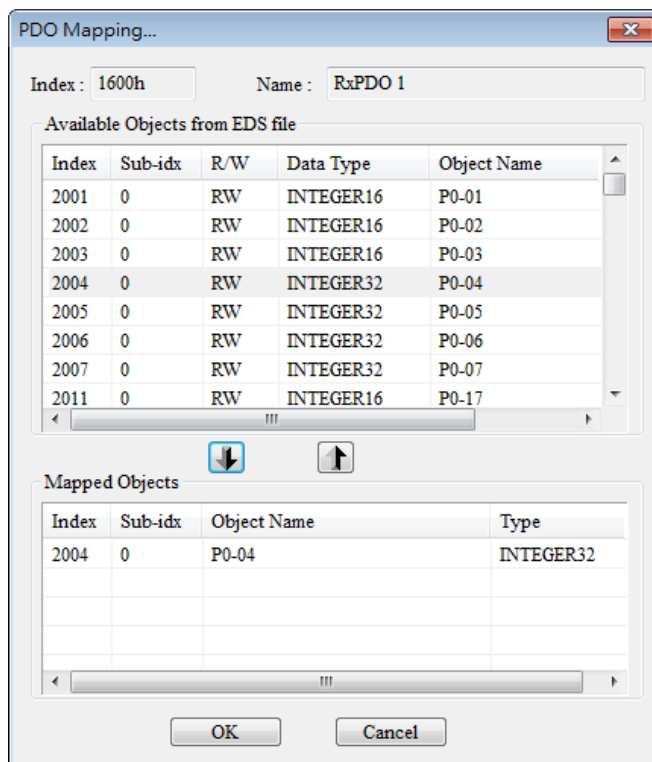 PDO Mapping...
Index : 1600h Name : RxPDO 1
Available Objects from EDS file
Index Sub-idx R/W Data Type Object Name
2001 0 RW INTEGER16 P0-01
2002 0 RW INTEGER16 P0-02
2003 0 RW INTEGER16 P0-03
2004 0 RW INTEGER32 P0-04
2005 0 RW INTEGER32 P0-05
2006 0 RW INTEGER32 P0-06
2007 0 RW INTEGER32 P0-07
2011 0 RW INTEGER16 P0-17
Mapped Objects
Index Sub-idx Object Name Type
2004 0 P0-04 INTEGER32
OK Cancel